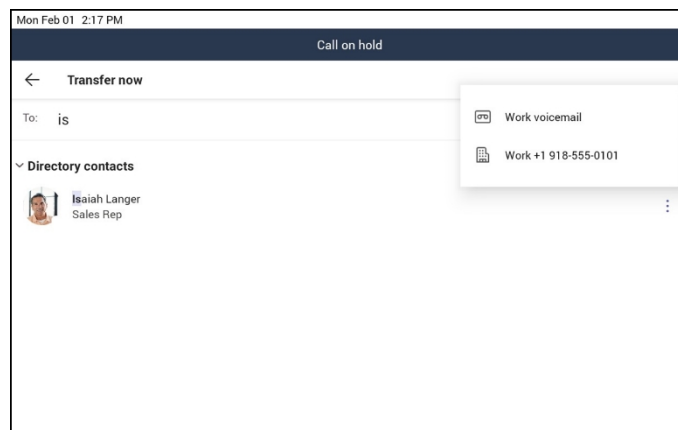 Mon Feb 01 2:17 PM
Call on hold
Transfer now
To: is
Work voicemail
Work +1 918-555-0101
Directory contacts
Isaiah Langer
Sales Rep